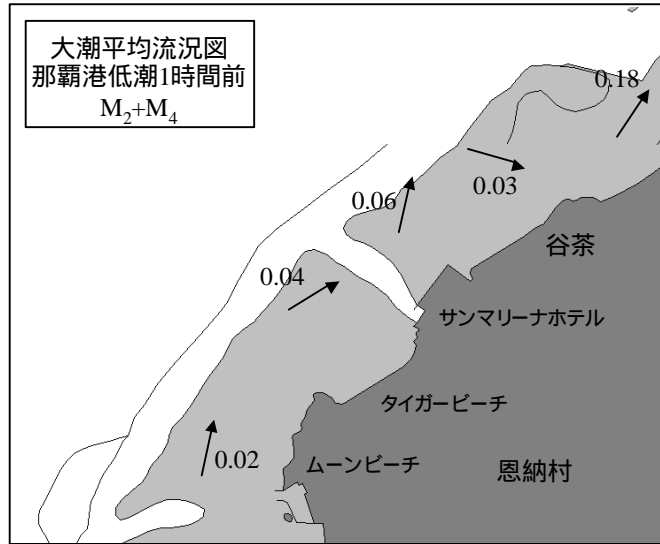 大潮平均流況図
那覇港低潮1時間前
M₂+M₄
0.18
0.03
0.06
谷茶
0.04
サンマリーナホテル
タイガービーチ
0.02
ムーンビーチ
恩納村